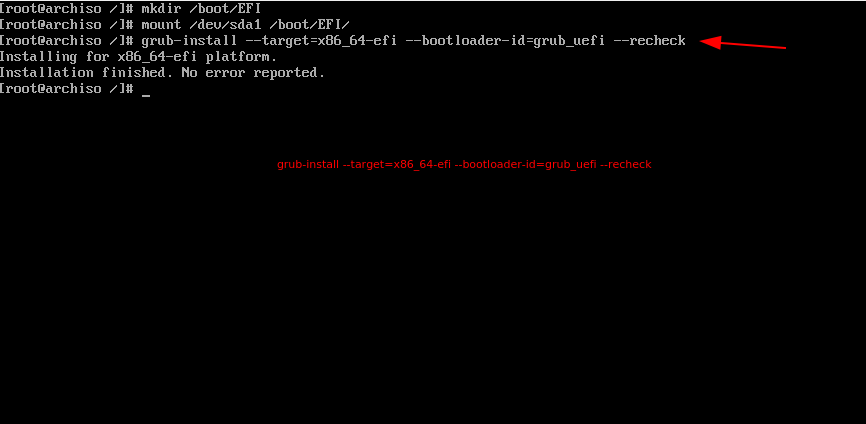 [root@archiso /]# mkdir /boot/EFI
[root@archiso /]# mount /dev/sda1 /boot/EFI/
[root@archiso /]# grub-install --target=x86_64-efi --bootloader-id=grub_uefi --recheck
Installing for x86_64-efi platform.
Installation finished. No error reported.
[root@archiso /]# _
grub-install --target=x86_64-efi --bootloader-id=grub_uefi --recheck